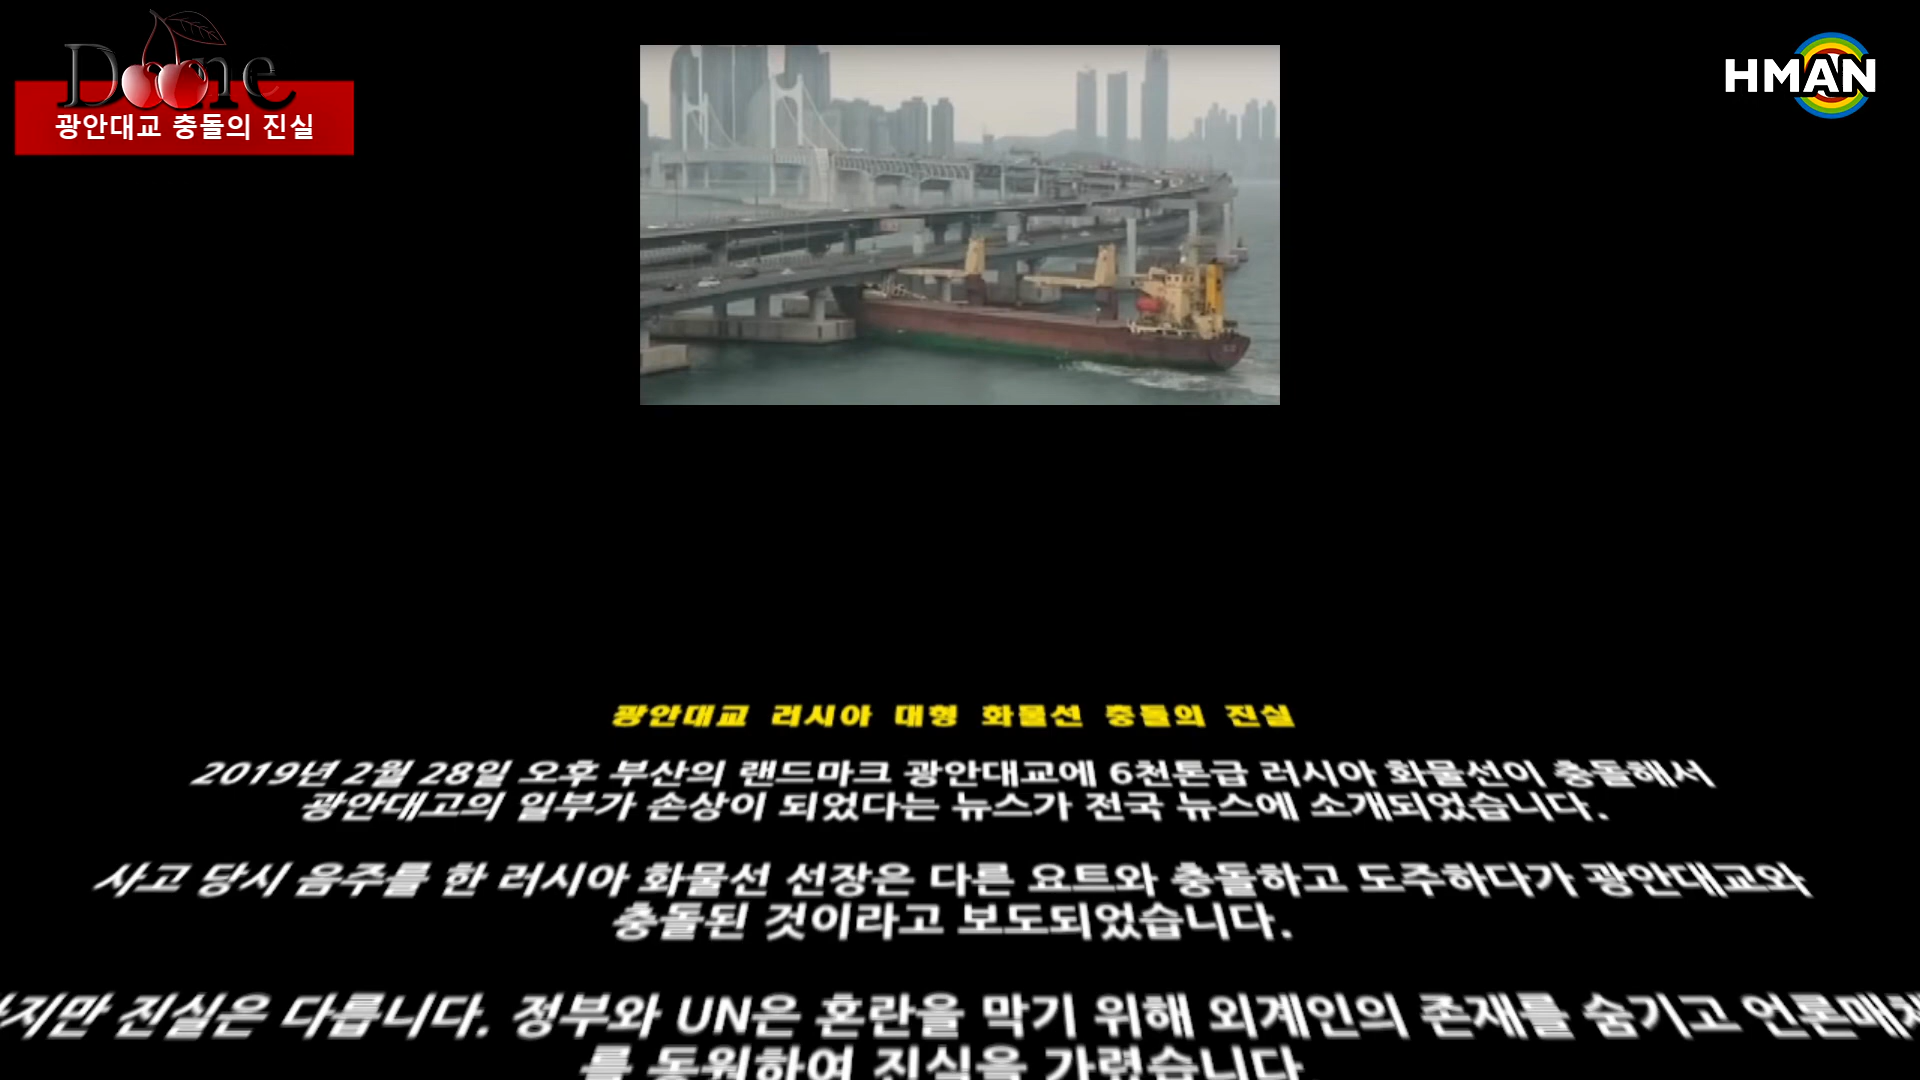 광안대교 충돌의 진실
HMAN
광안대교 러시아 대형 화물선 충돌의 진실
2019년 2월 28일 오후 부산의 랜드마크 광안대교에 6천톤급 러시아 화물선이 충돌해서
광안대고의 일부가 손상이 되었다는 뉴스가 전국 뉴스에 소개되었습니다.
사고 당시 음주를 한 러시아 화물선 선장은 다른 요트와 충돌하고 도주하다가 광안대교와
충돌된 것이라고 보도되었습니다.
하지만 진실은 다릅니다. 정부와 UN은 혼란을 막기 위해 외계인의 존재를 숨기고 언론매체
를 동원하여 진실을 가렸습니다.